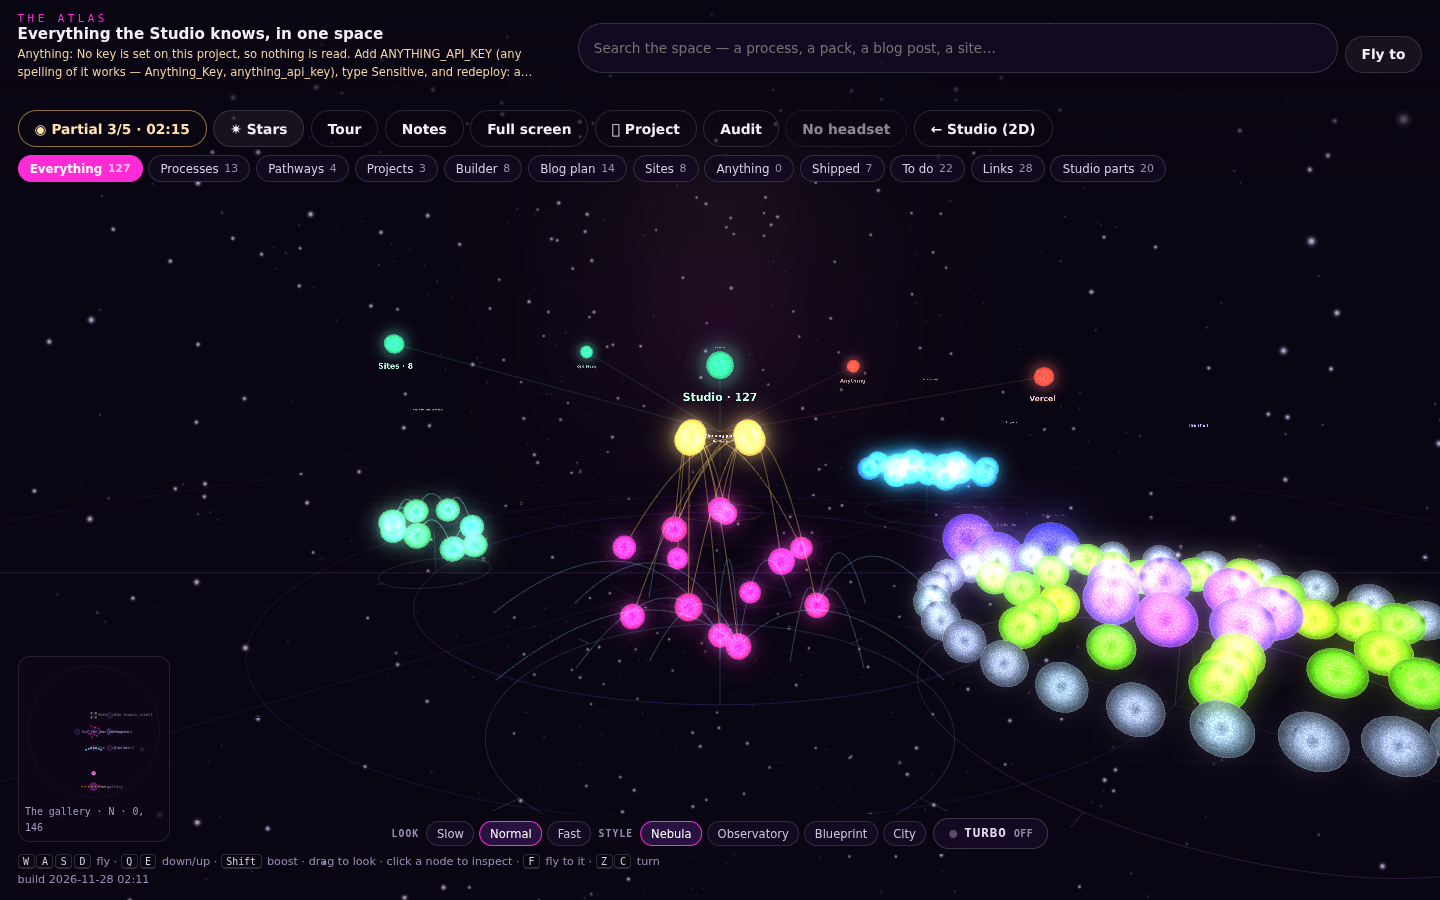 THE ATLAS
Everything the Studio knows, in one space
Anything: No key is set on this project, so nothing is read. Add ANYTHING_API_KEY (any
spelling of it works — Anything_Key, anything_api_key), type Sensitive, and redeploy: a…
Search the space — a process, a pack, a blog post, a site…
Fly to
◉ Partial 3/5 · 02:15
✷ Stars
Tour
Notes
Full screen
Project
Audit
No headset
← Studio (2D)
Everything 127
Processes 13
Pathways 4
Projects 3
Builder 8
Blog plan 14
Sites 8
Anything 0
Shipped 7
To do 22
Links 28
Studio parts 20
Sites · 8
Anything
Studio · 127
Vercel
The gallery · N · 0,
146
LOOK Slow Normal Fast STYLE Nebula Observatory Blueprint City TURBO OFF
W A S D fly · Q E down/up · Shift boost · drag to look · click a node to inspect · F fly to it · Z C turn
build 2026-11-28 02:11